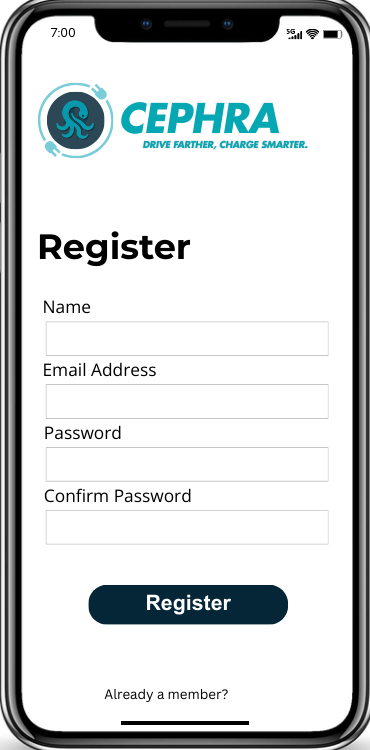 7:00
5G
CEPHRA
DRIVE FARTHER, CHARGE SMARTER.
Register
Name
Email Address
Password
Confirm Password
Register
Already a member?